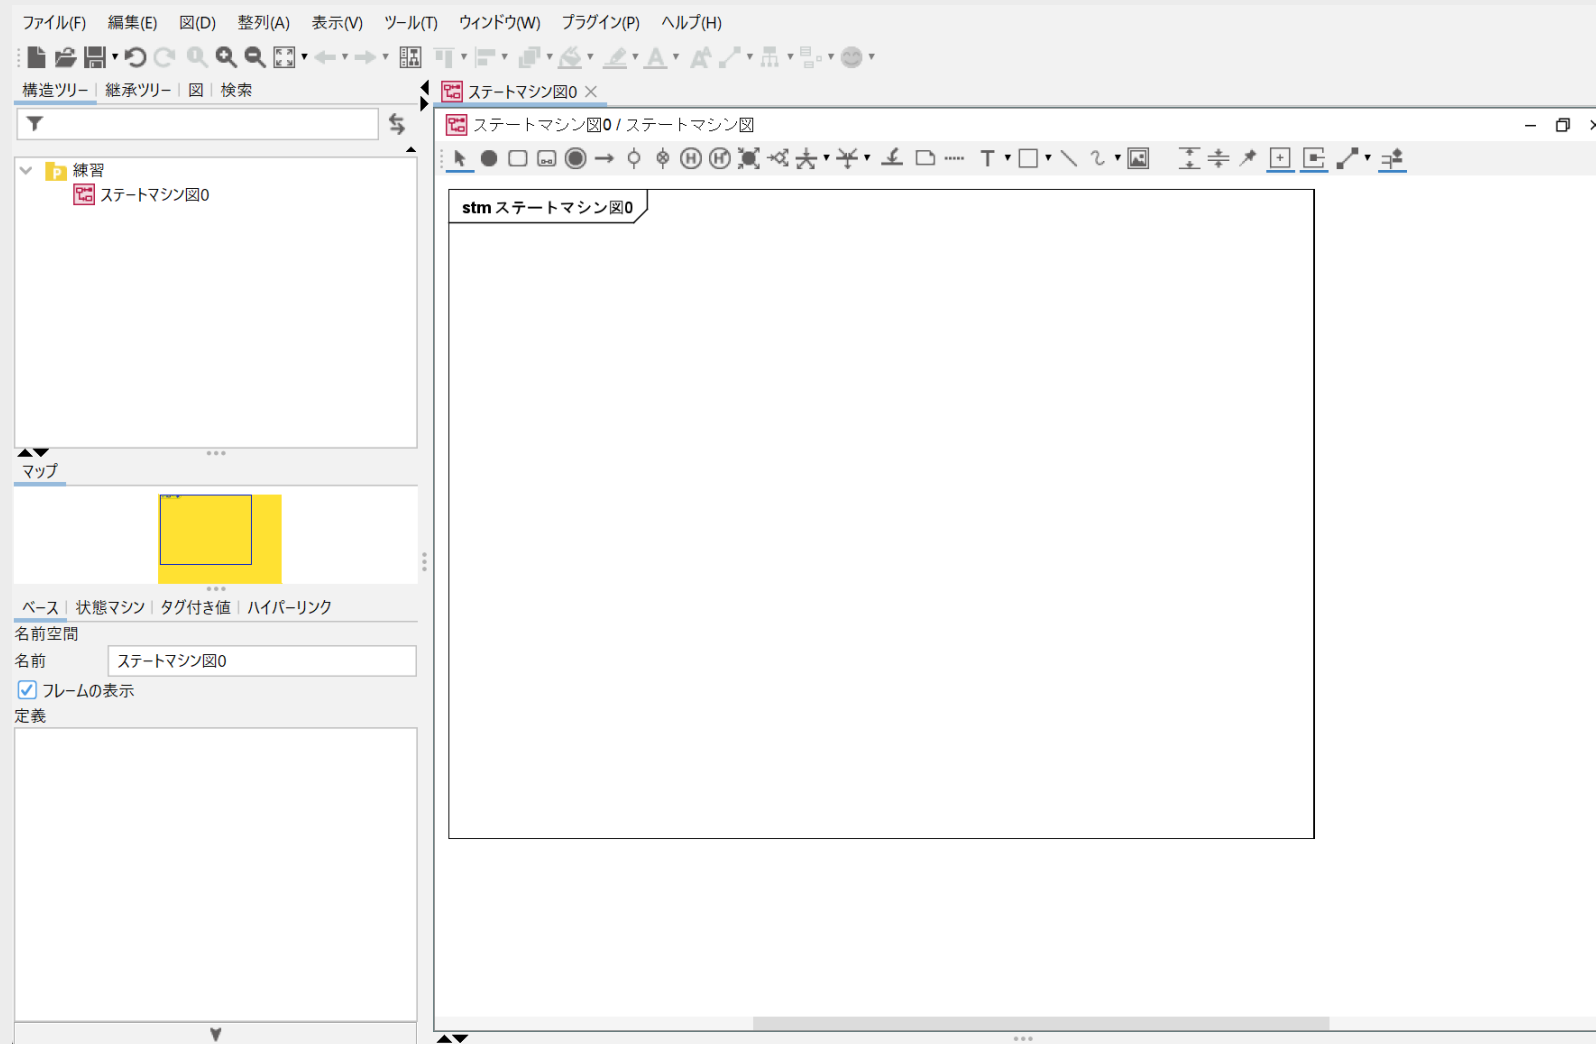 ファイル(F) 編集(E) 図(D) 整列(A) 表示(V) ツール(T) ウィンドウ(W) プラグイン(P) ヘルプ(H)
構造ツリー 継承ツリー 図 検索
ステートマシン図0
ステートマシン図0 / ステートマシン図
練習
ステートマシン図0
stm ステートマシン図0
マップ
ベース 状態マシン タグ付き値 ハイパーリンク
名前空間
名前 ステートマシン図0
フレームの表示
定義